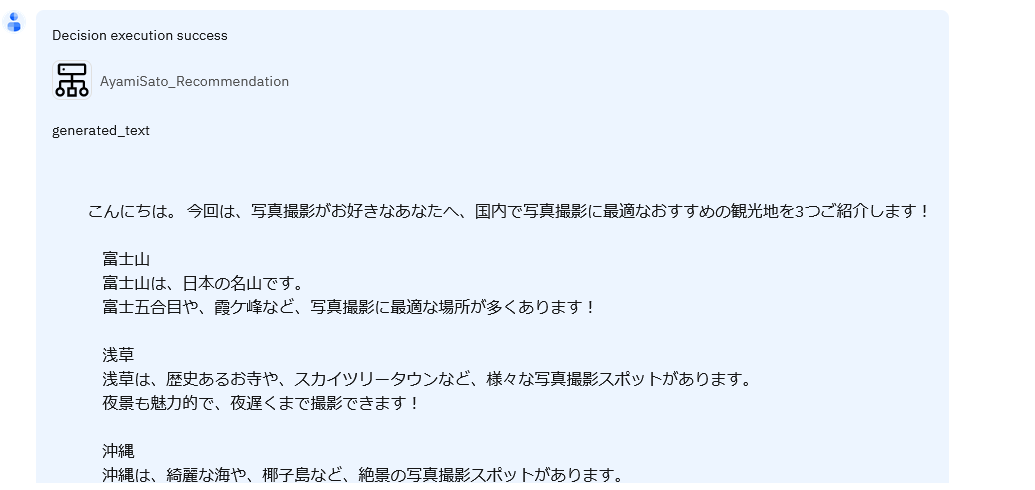 Decision execution success
AyamiSato_Recommendation
generated_text
こんにちは。 今回は、写真撮影がお好きなあなたへ、国内で写真撮影に最適なおすすめの観光地を3つご紹介します！
富士山
富士山は、日本の名山です。
富士五合目や、霞ケ峰など、写真撮影に最適な場所が多くあります！
浅草
浅草は、歴史あるお寺や、スカイツリータウンなど、様々な写真撮影スポットがあります。
夜景も魅力的で、夜遅くまで撮影できます！
沖縄
沖縄は、綺麗な海や、椰子島など、絶景の写真撮影スポットがあります。